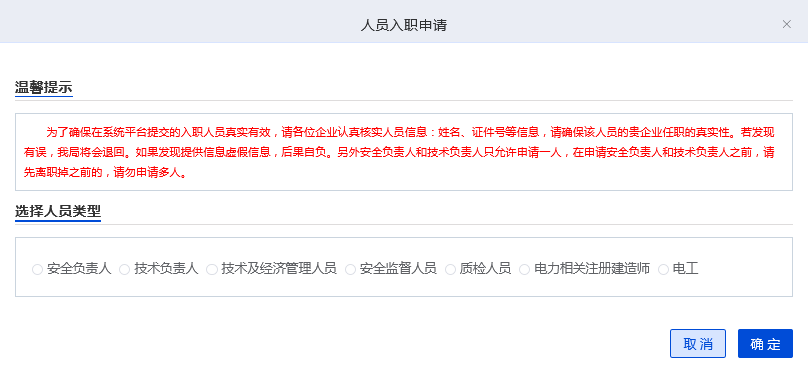 人员入职申请
温馨提示
为了确保在系统平台提交的入职人员真实有效，请各位企业认真核实人员信息：姓名、证件号等信息，请确保该人员的贵企业任职的真实性。若发现
有误，我局将会退回。如果发现提供信息虚假信息，后果自负。另外安全负责人和技术负责人只允许申请一人，在申请安全负责人和技术负责人之前，请
先离职掉之前的，请勿申请多人。
选择人员类型
安全负责人 技术负责人 技术及经济管理人员 安全监督人员 质检人员 电力相关注册建造师 电工
取消 确定